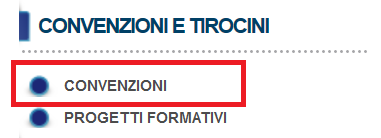 CONVENZIONI E TIROCINI
CONVENZIONI
PROGETTI FORMATIVI